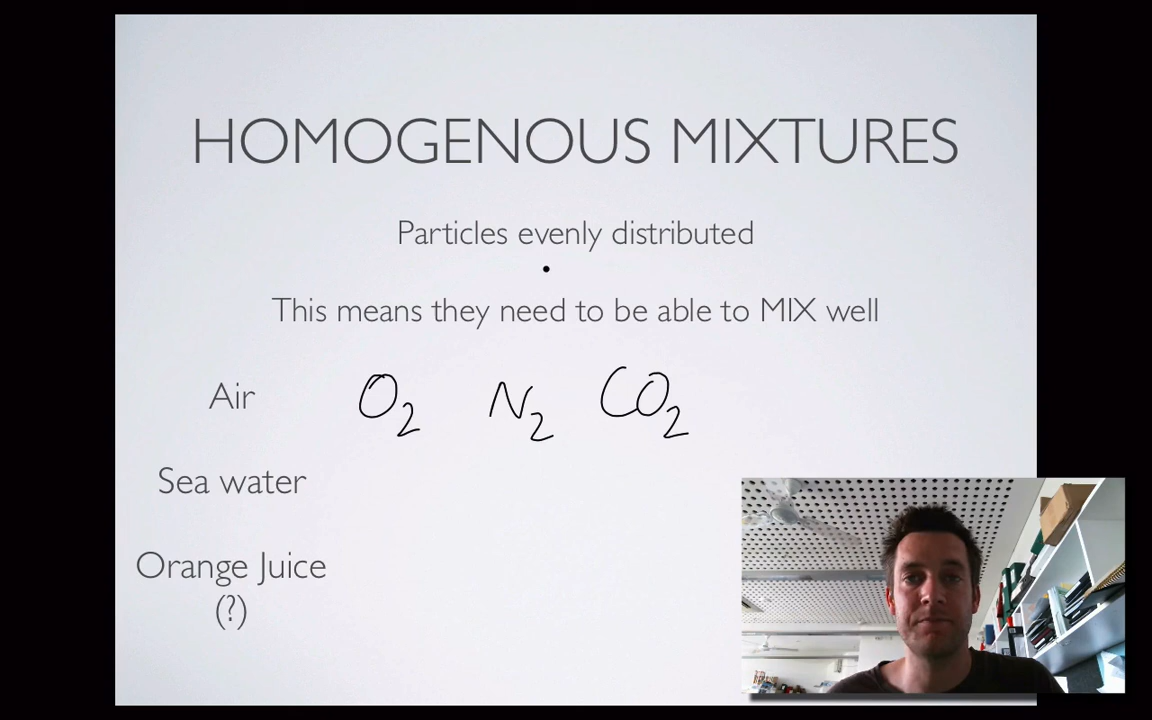 HOMOGENOUS MIXTURES
Particles evenly distributed
This means they need to be able to MIX well
Air O₂ N₂ CO₂
Sea water
Orange Juice
(?)